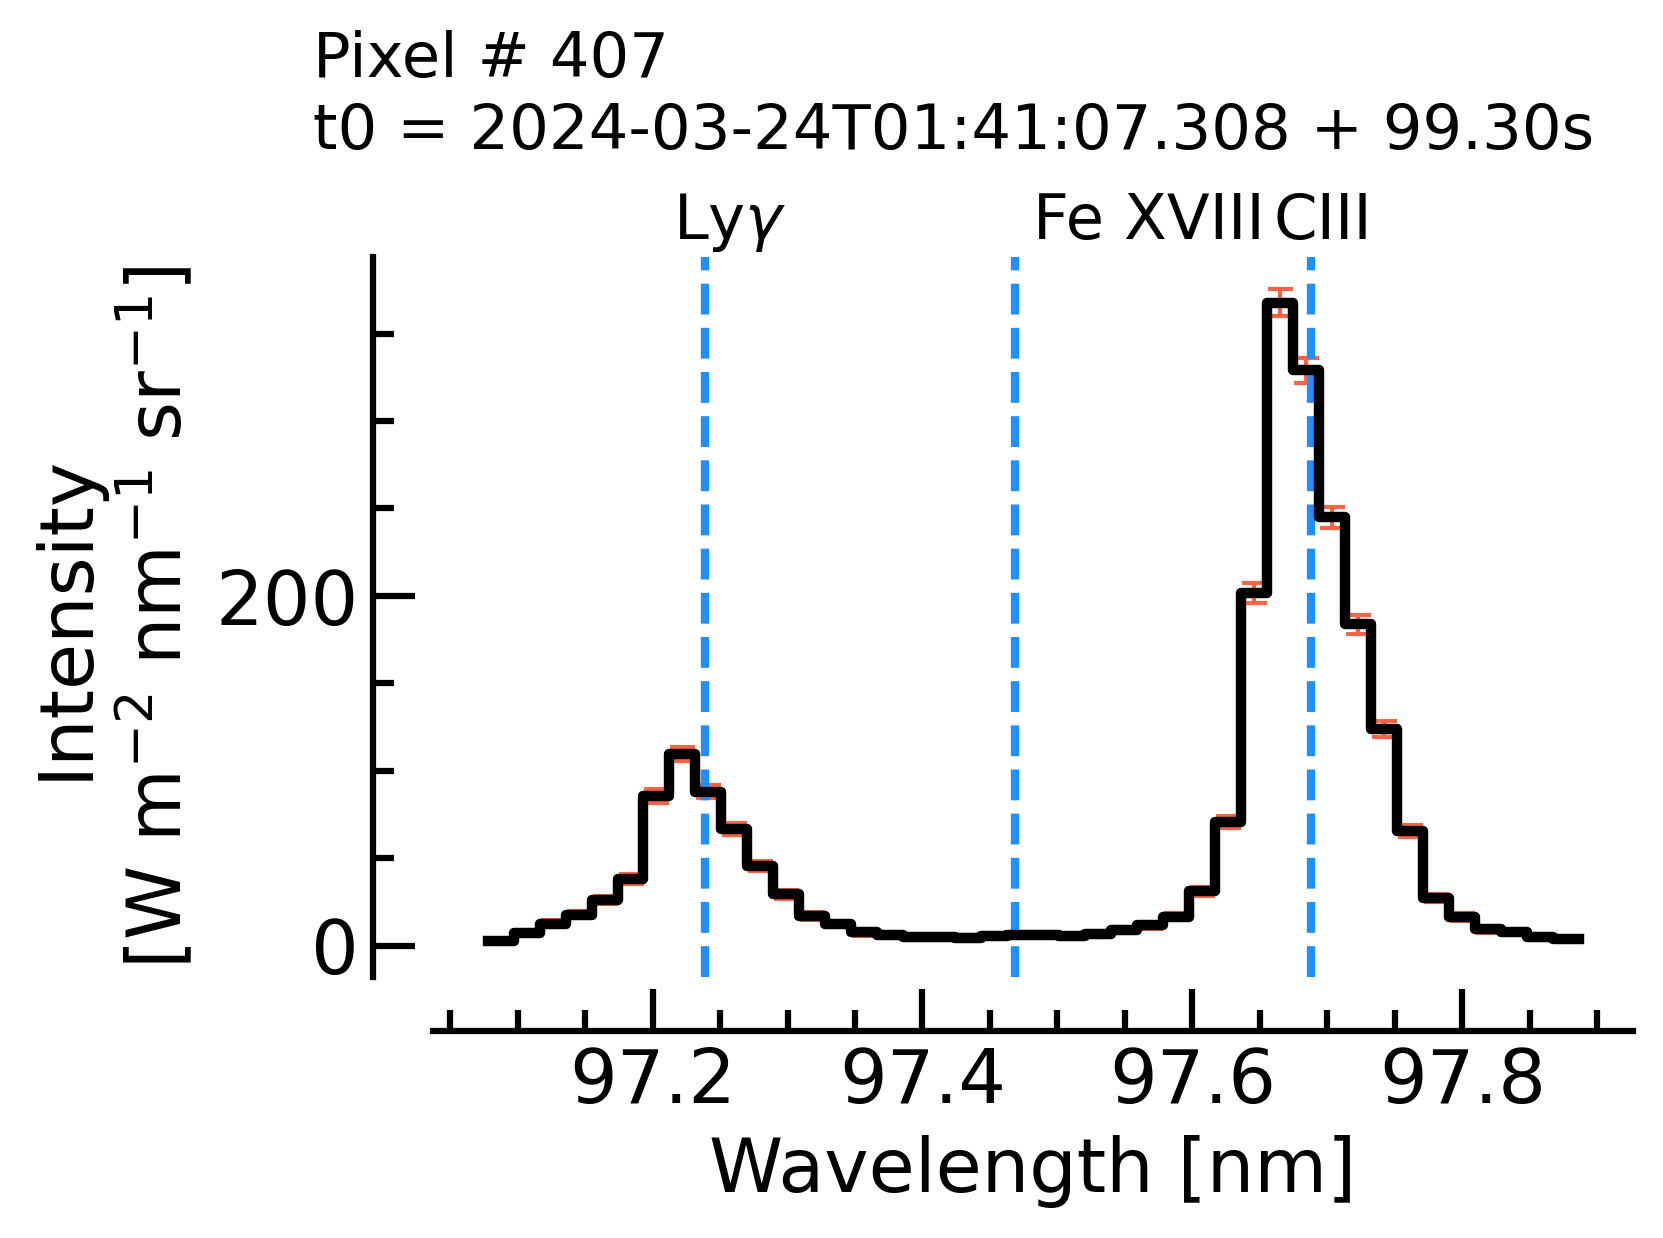 Pixel # 407
t0 = 2024-03-24T01:41:07.308 + 99.30s
Lyγ Fe XVIII CIII
Intensity
[W m⁻² nm⁻¹ sr⁻¹]
200
0
97.2 97.4 97.6 97.8
Wavelength [nm]